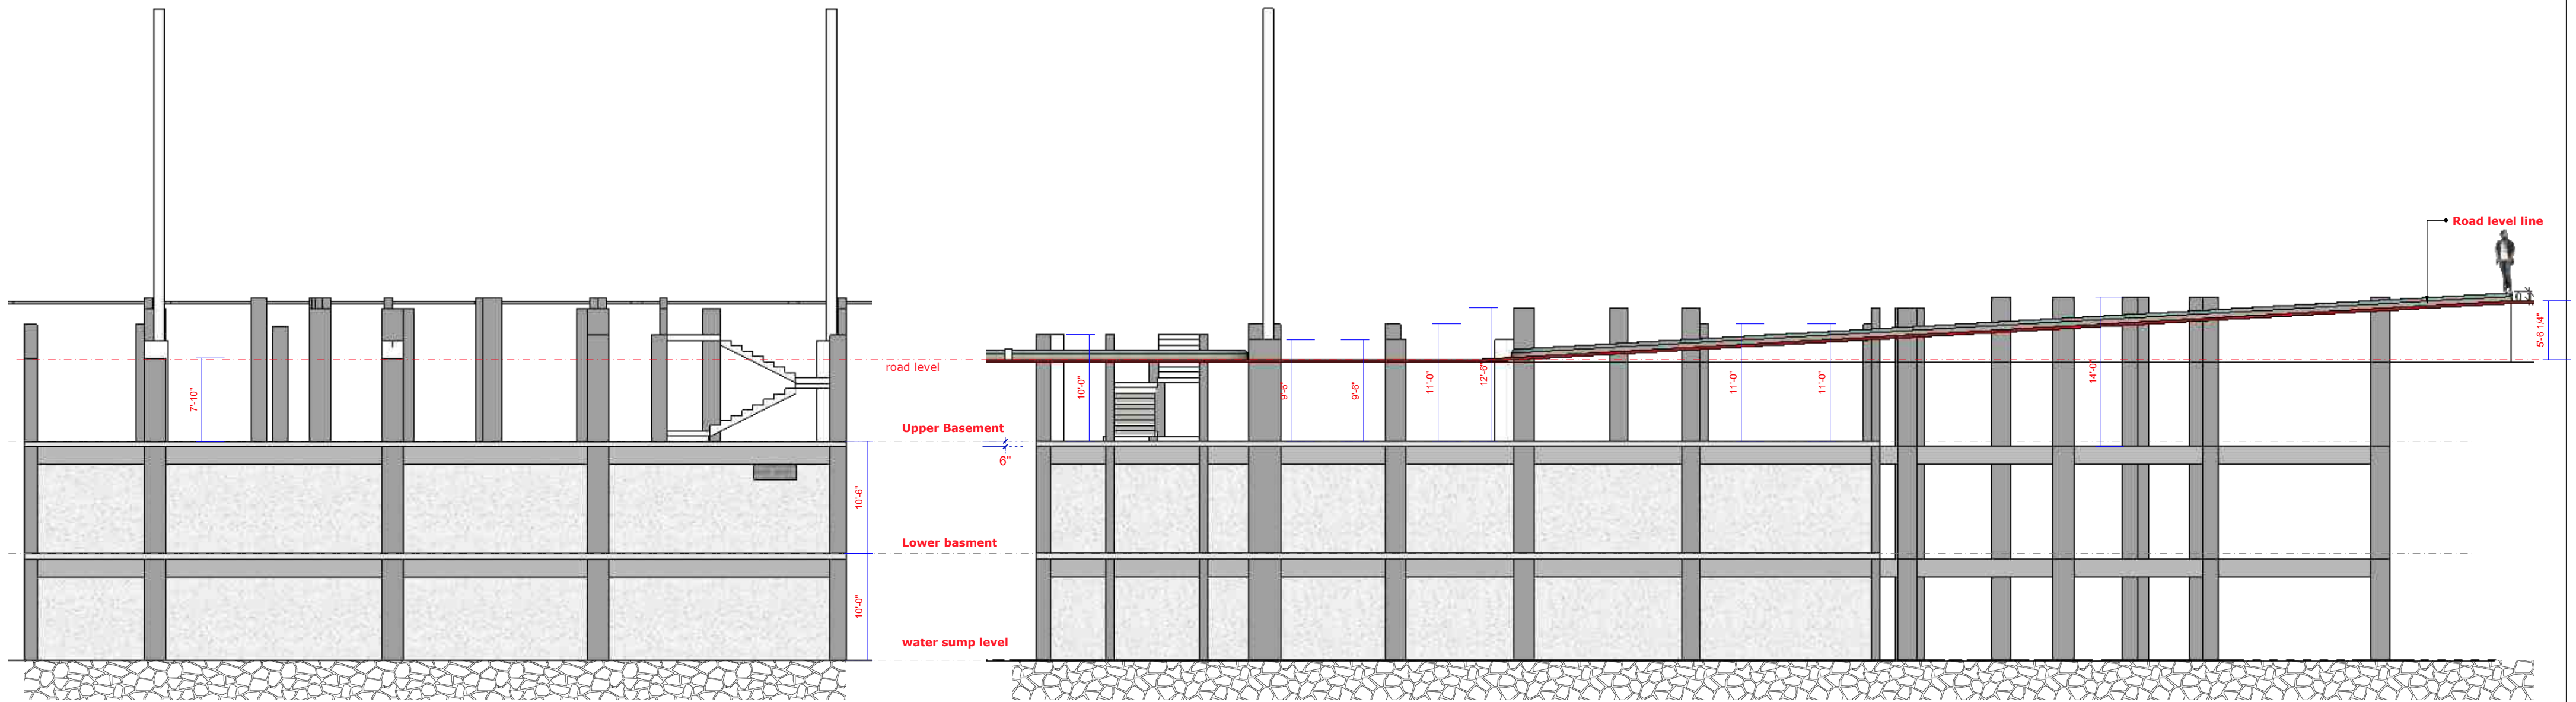 Road level line
5'-6 1/4"
road level
7'-10"
10'-0"
9'-6"
9'-6"
11'-0"
12'-6"
11'-0"
11'-0"
14'-0"
Upper Basement
6"
10'-6"
Lower basment
10'-0"
water sump level